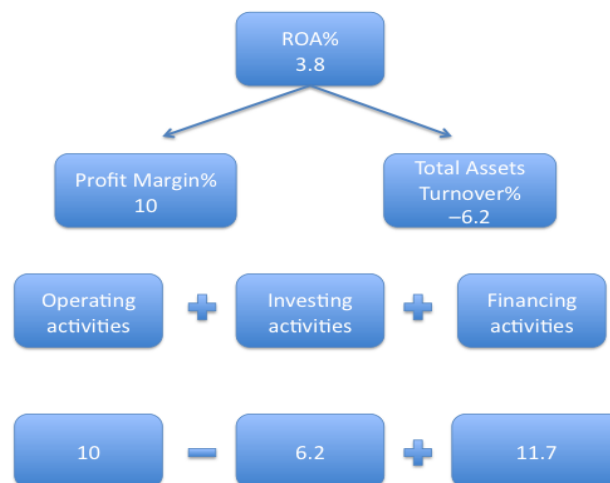 ROA%
3.8
Profit Margin%
10
Total Assets
Turnover%
–6.2
Operating
activities
+
Investing
activities
+
Financing
activities
10
–
6.2
+
11.7